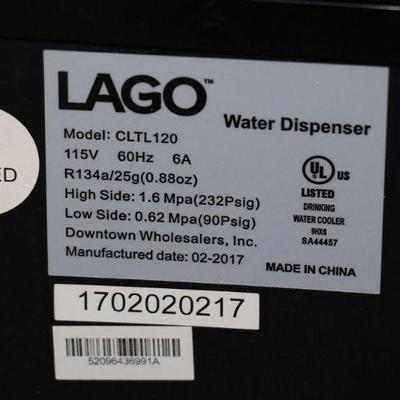 LAGO™
Water Dispenser
Model: CLTL120
115V 60Hz 6A
R134a/25g(0.88oz)
High Side: 1.6 Mpa(232Psig)
Low Side: 0.62 Mpa(90Psig)
Downtown Wholesalers, Inc.
Manufactured date: 02-2017
UL US
LISTED
DRINKING
WATER COOLER
9HX6
SA44457
MADE IN CHINA
ED
1702020217
52096436991A